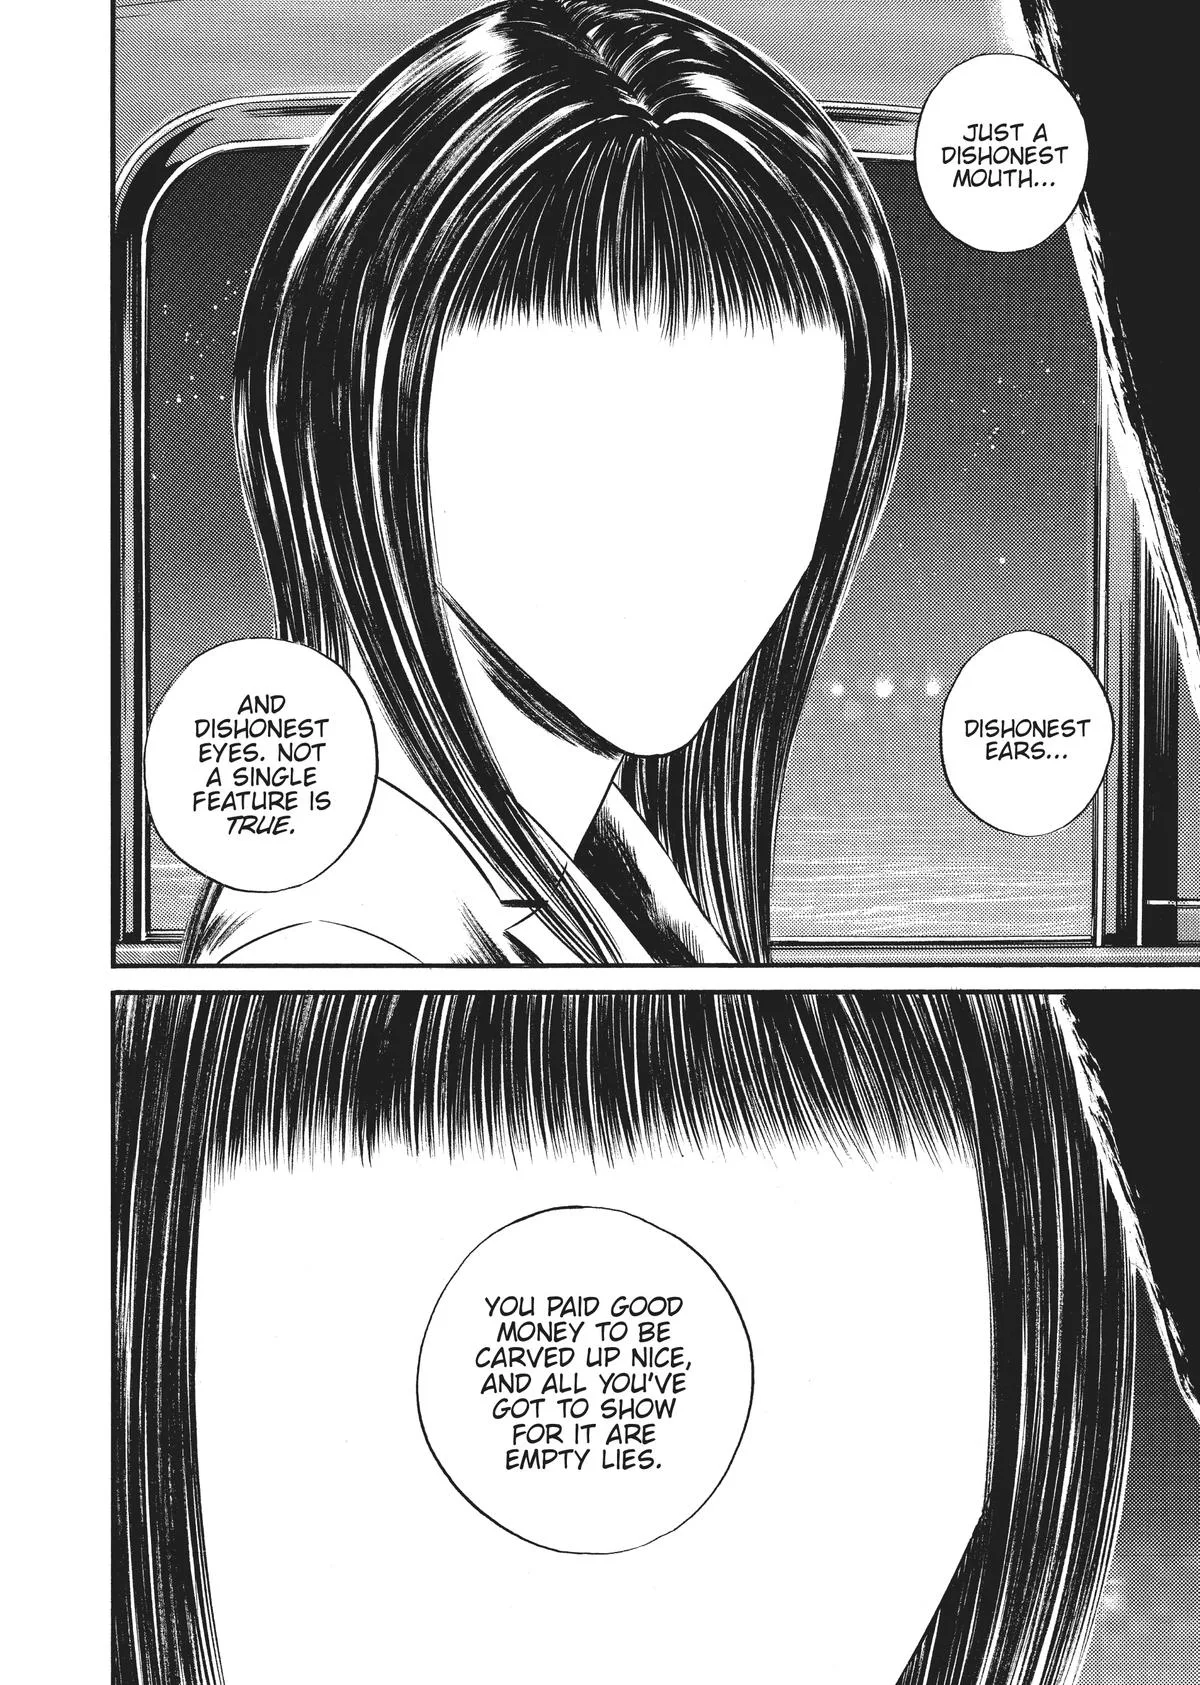 JUST A
DISHONEST
MOUTH...
DISHONEST
EARS...
AND
DISHONEST
EYES. NOT
A SINGLE
FEATURE IS
TRUE.
YOU PAID GOOD
MONEY TO BE
CARVED UP NICE,
AND ALL YOU'VE
GOT TO SHOW
FOR IT ARE
EMPTY LIES.